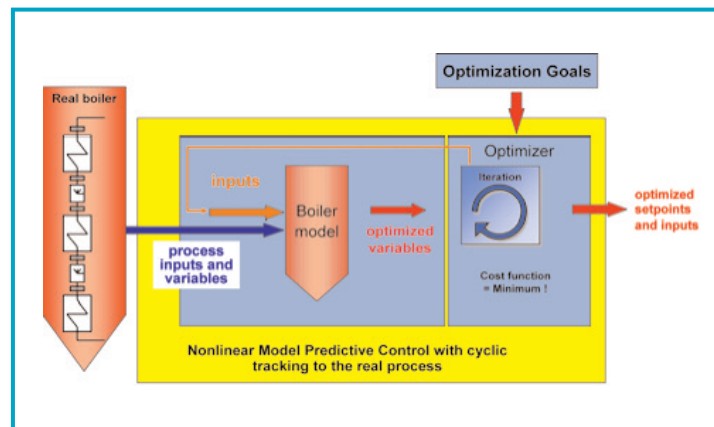 Optimization Goals
Real boiler
Optimizer
Iteration
inputs
Boiler
model
optimized
variables
optimized
setpoints
and inputs
process
inputs and
variables
Cost function
= Minimum !
Nonlinear Model Predictive Control with cyclic
tracking to the real process